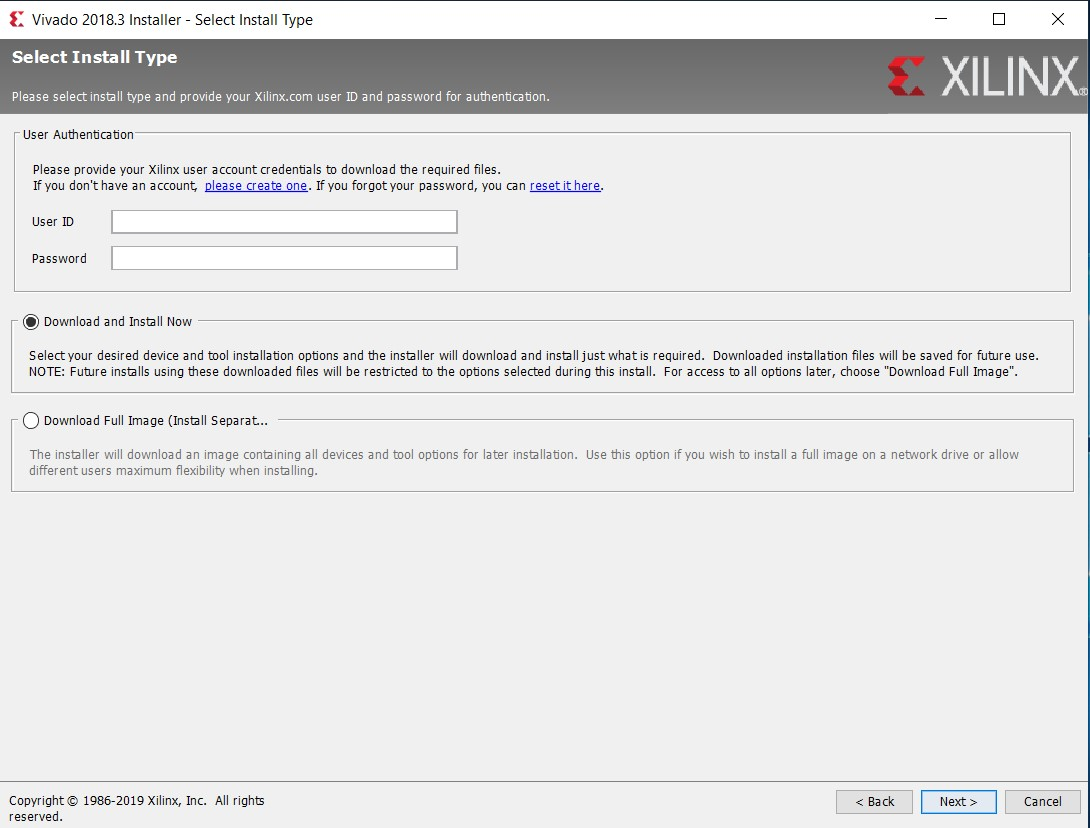 Vivado 2018.3 Installer - Select Install Type
Select Install Type
Please select install type and provide your Xilinx.com user ID and password for authentication.
XILINX®
User Authentication
Please provide your Xilinx user account credentials to download the required files.
If you don't have an account, please create one. If you forgot your password, you can reset it here.
User ID
Password
Download and Install Now
Select your desired device and tool installation options and the installer will download and install just what is required. Downloaded installation files will be saved for future use.
NOTE: Future installs using these downloaded files will be restricted to the options selected during this install. For access to all options later, choose "Download Full Image".
Download Full Image (Install Separat...
The installer will download an image containing all devices and tool options for later installation. Use this option if you wish to install a full image on a network drive or allow
different users maximum flexibility when installing.
Copyright © 1986-2019 Xilinx, Inc. All rights
reserved.
< Back
Next >
Cancel